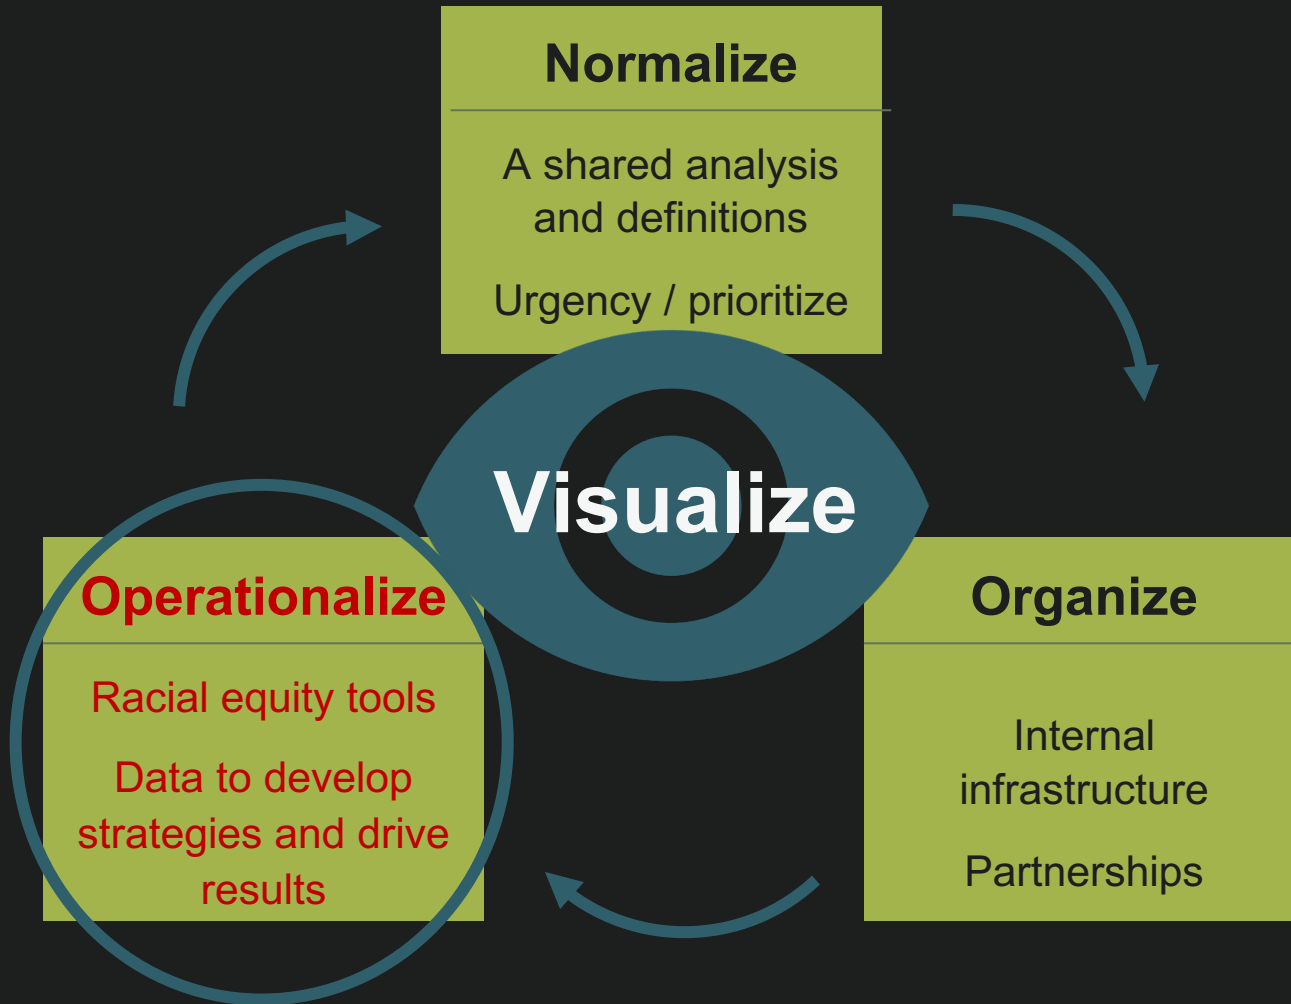 Normalize
A shared analysis
and definitions
Urgency / prioritize
Visualize
Operationalize
Racial equity tools
Data to develop
strategies and drive
results
Organize
Internal
infrastructure
Partnerships